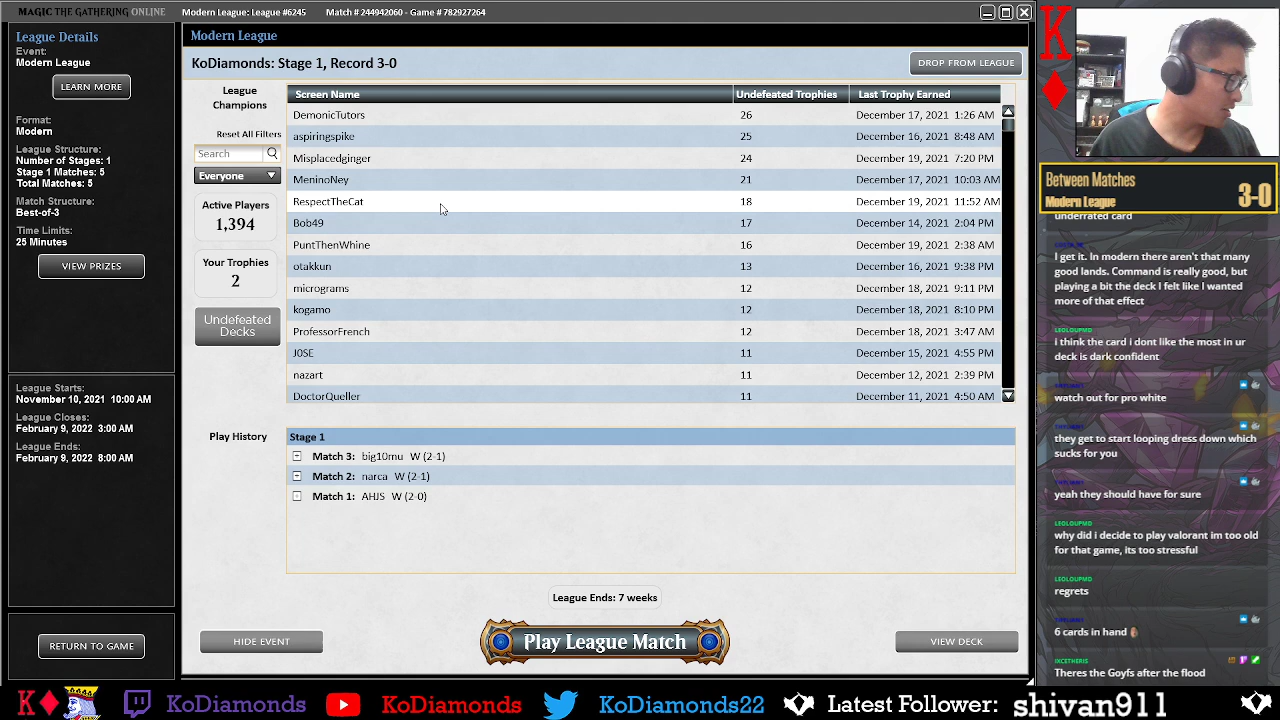 MAGIC THE GATHERING ONLINE
Modern League: League #6245
Match # 244942060 - Game # 782927264
League Details
Event:
Modern League
LEARN MORE
Format:
Modern
League Structure:
Number of Stages: 1
Stage 1 Matches: 5
Total Matches: 5
Match Structure:
Best-of-3
Time Limits:
25 Minutes
VIEW PRIZES
League Starts:
November 10, 2021 10:00 AM
League Closes:
February 9, 2022 3:00 AM
League Ends:
February 9, 2022 8:00 AM
RETURN TO GAME
Modern League
KoDiamonds: Stage 1, Record 3-0
DROP FROM LEAGUE
League Champions
Reset All Filters
Search
Everyone
Active Players
1,394
Your Trophies
2
Undefeated Decks
Screen Name Undefeated Trophies Last Trophy Earned
DemonicTutors 26 December 17, 2021 1:26 AM
aspiringspike 25 December 16, 2021 8:48 AM
Misplacedginger 24 December 19, 2021 7:20 PM
MeninoNey 21 December 17, 2021 10:03 AM
RespectTheCat 18 December 19, 2021 11:52 AM
Bob49 17 December 14, 2021 2:04 PM
PuntThenWhine 16 December 19, 2021 2:38 AM
otakkun 13 December 16, 2021 9:38 PM
micrograms 12 December 18, 2021 9:11 PM
kogamo 12 December 18, 2021 8:10 PM
ProfessorFrench 12 December 18, 2021 3:47 AM
J0SE 11 December 15, 2021 4:55 PM
nazart 11 December 12, 2021 2:39 PM
11 December 11, 2021 4:50 AM
Play History
Stage 1
Match 3: big10mu W (2-1)
Match 2: narca W (2-1)
Match 1: AHJS W (2-0)
League Ends: 7 weeks
HIDE EVENT
Play League Match
VIEW DECK
K
Between Matches
Modern League
3-0
underrated card
I get it. In modern there aren't that many
good lands. Command is really good, but
playing a bit the deck I felt like I wanted
more of that effect
LEOLOUPMD
i think the card i dont like the most in ur
deck is dark confident
watch out for pro white
they get to start looping dress down which
sucks for you
yeah they should have for sure
LEOLOUPMD
why did i decide to play valorant im too old
for that game, its too stressful
LEOLOUPMD
regrets
6 cards in hand
IXCETHERIS
Theres the Goyfs after the flood
K KoDiamonds KoDiamonds KoDiamonds22 Latest Follower: shivan911